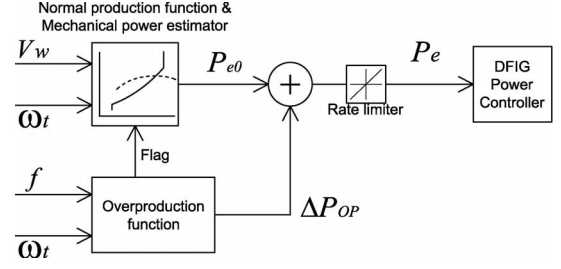 Normal production function &
Mechanical power estimator
Vw
ωt
Pe0
+
Pe
Rate limiter
DFIG
Power
Controller
Flag
f
ωt
Overproduction
function
ΔPOP